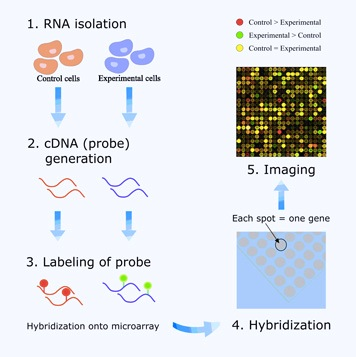 1. RNA isolation
Control cells
Experimental cells
2. cDNA (probe)
generation
3. Labeling of probe
Hybridization onto microarray
4. Hybridization
Each spot = one gene
5. Imaging
Control > Experimental
Experimental > Control
Control = Experimental